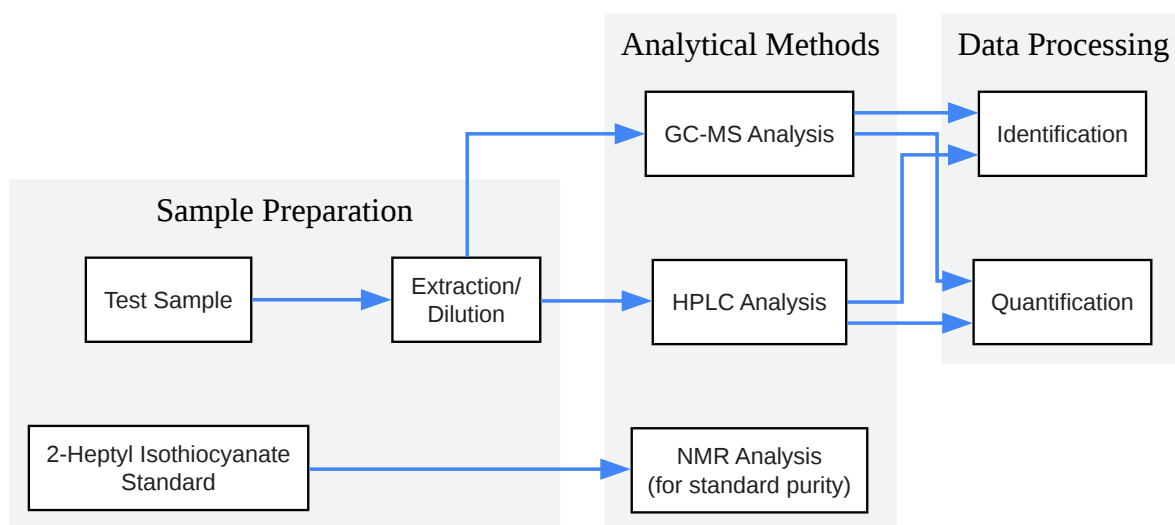 Analytical Methods
Data Processing
GC-MS Analysis
Identification
Sample Preparation
Test Sample
Extraction/
Dilution
HPLC Analysis
Quantification
2-Heptyl Isothiocyanate
Standard
NMR Analysis
(for standard purity)